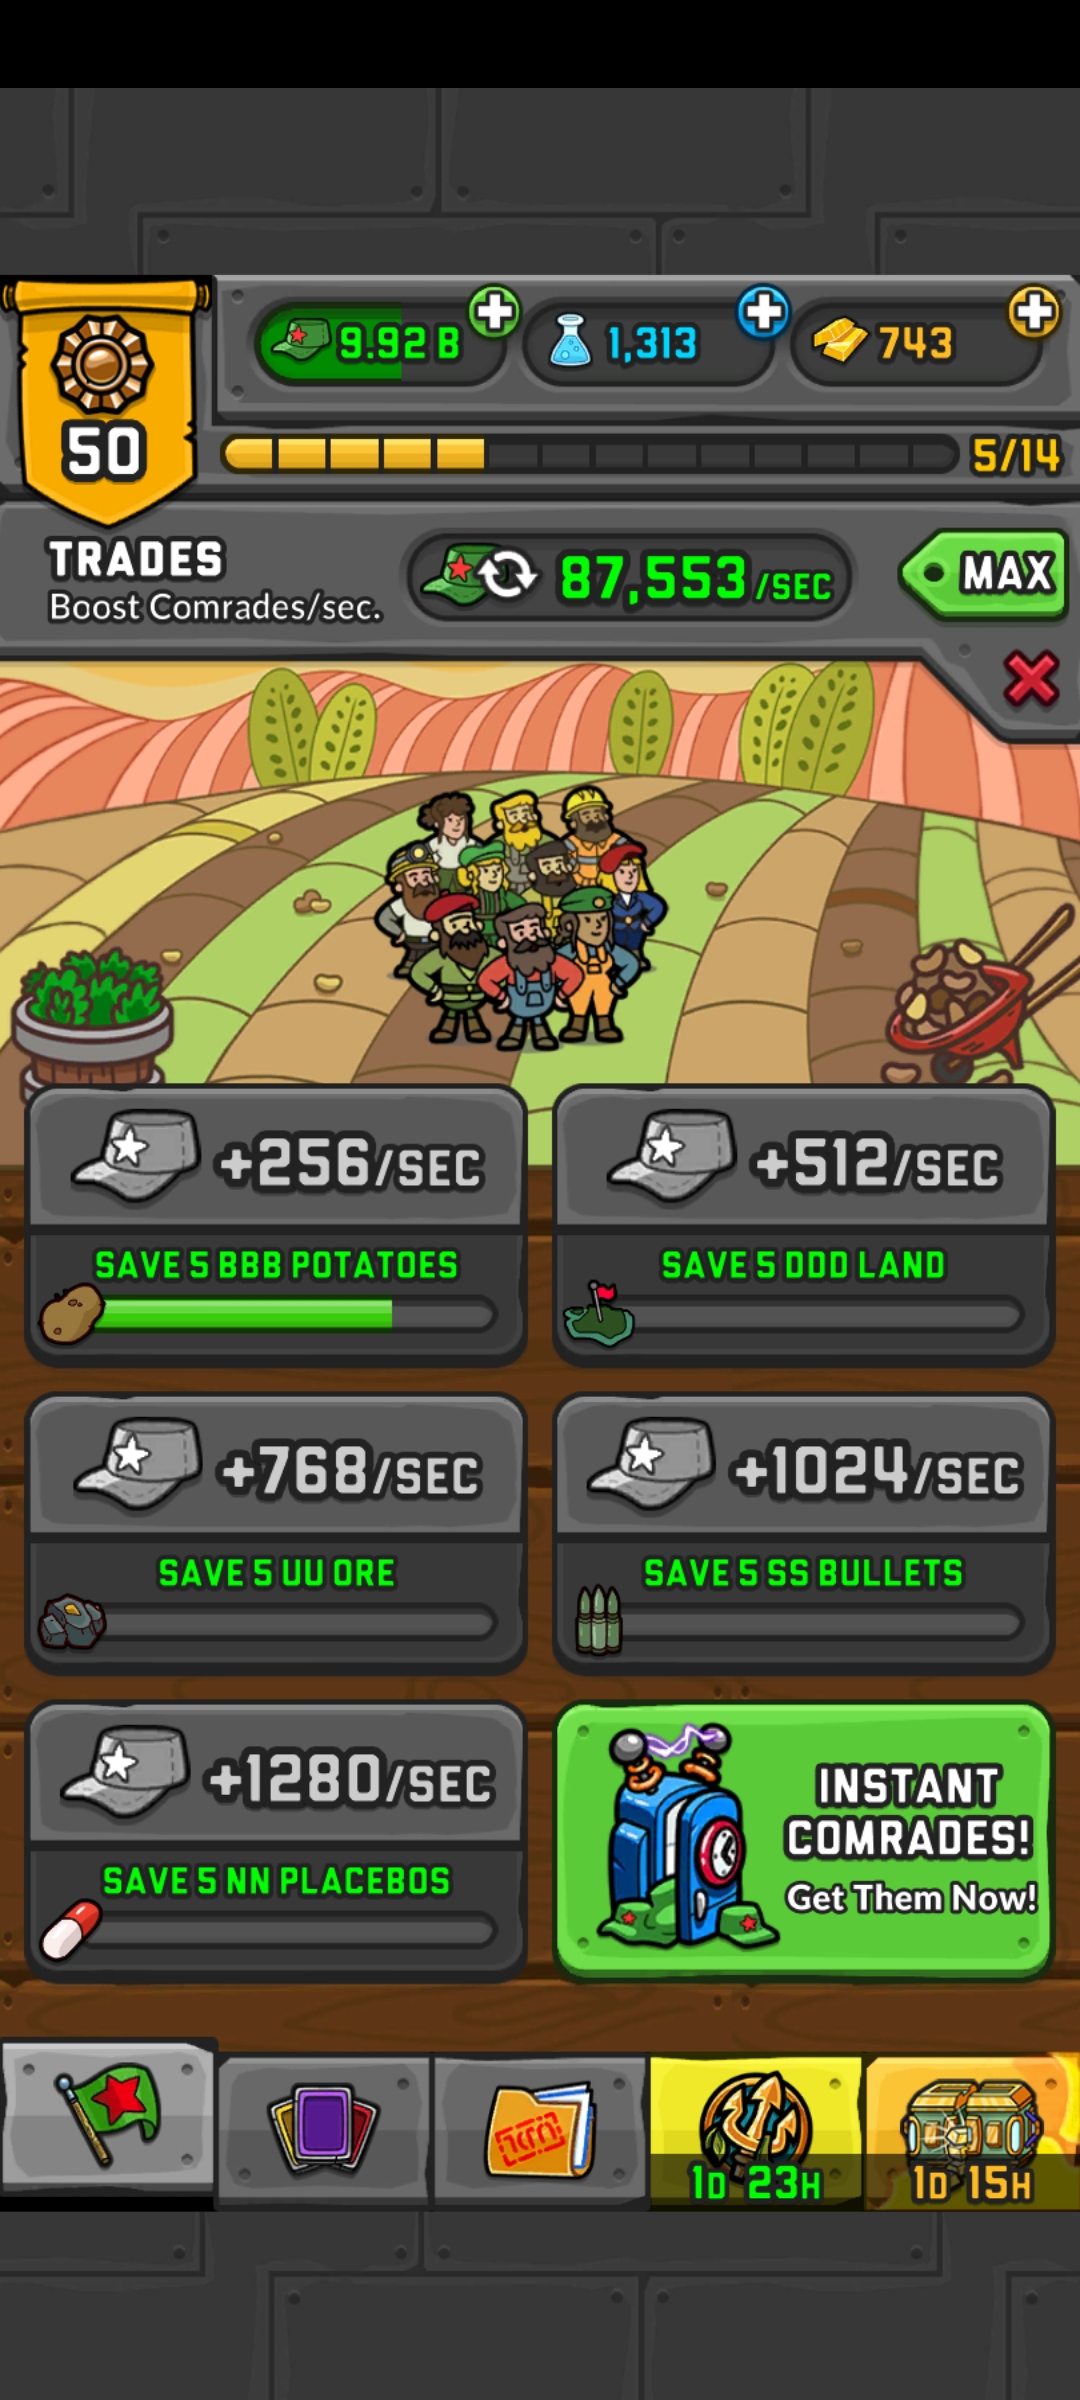 50
9.92 B
1,313
743
5/14
TRADES
Boost Comrades/sec.
87,553/SEC
MAX
+256/SEC
+512/SEC
SAVE 5 BBB POTATOES
SAVE 5 DDD LAND
+768/SEC
+1024/SEC
SAVE 5 UU ORE
SAVE 5 SS BULLETS
+1280/SEC
SAVE 5 NN PLACEBOS
INSTANT
COMRADES!
Get Them Now!
1D 23H
1D 15H